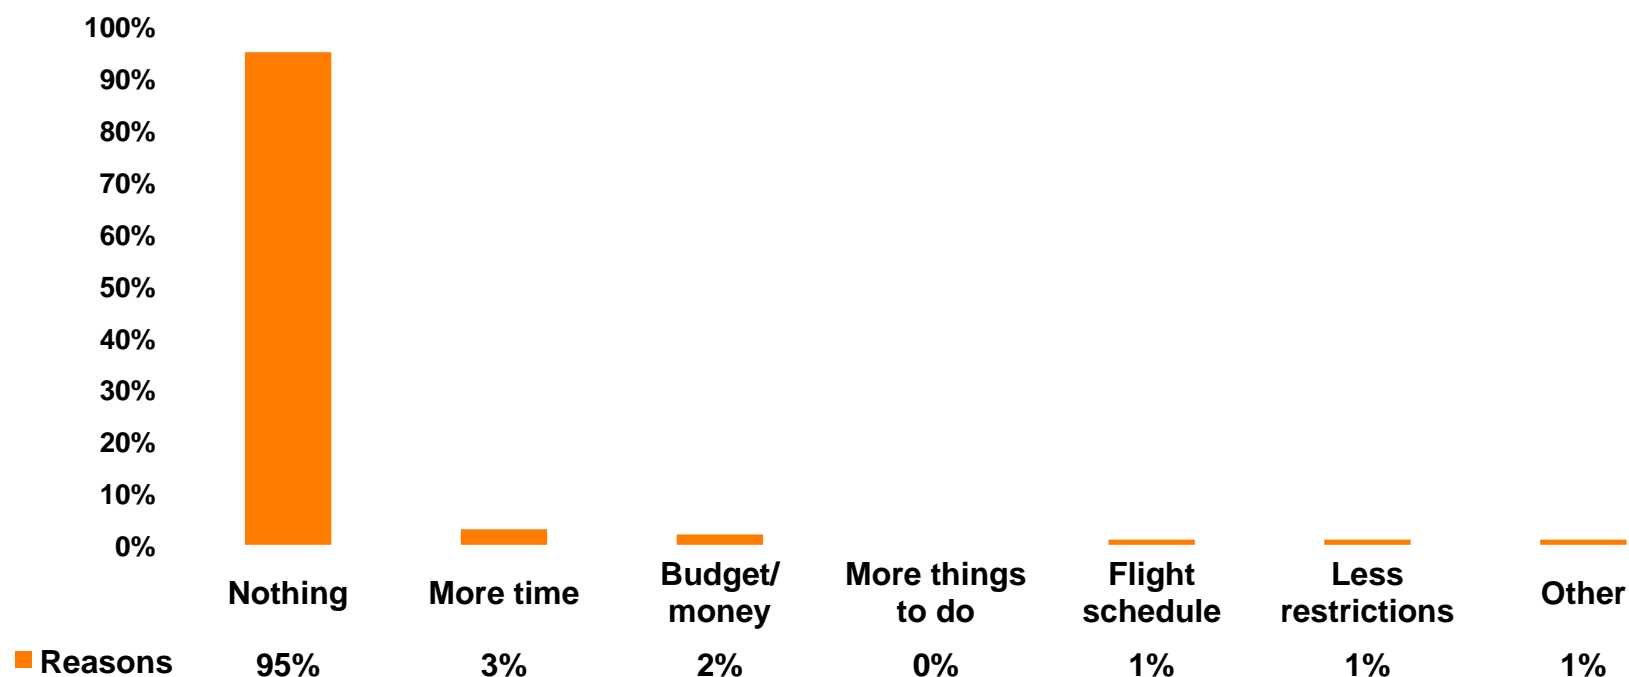 100%
90%
80%
70%
60%
50%
40%
30%
20%
10%
0%
Nothing
More time
Budget/
money
More things
to do
Flight
schedule
Less
restrictions
Other
Reasons 95% 3% 2% 0% 1% 1% 1%